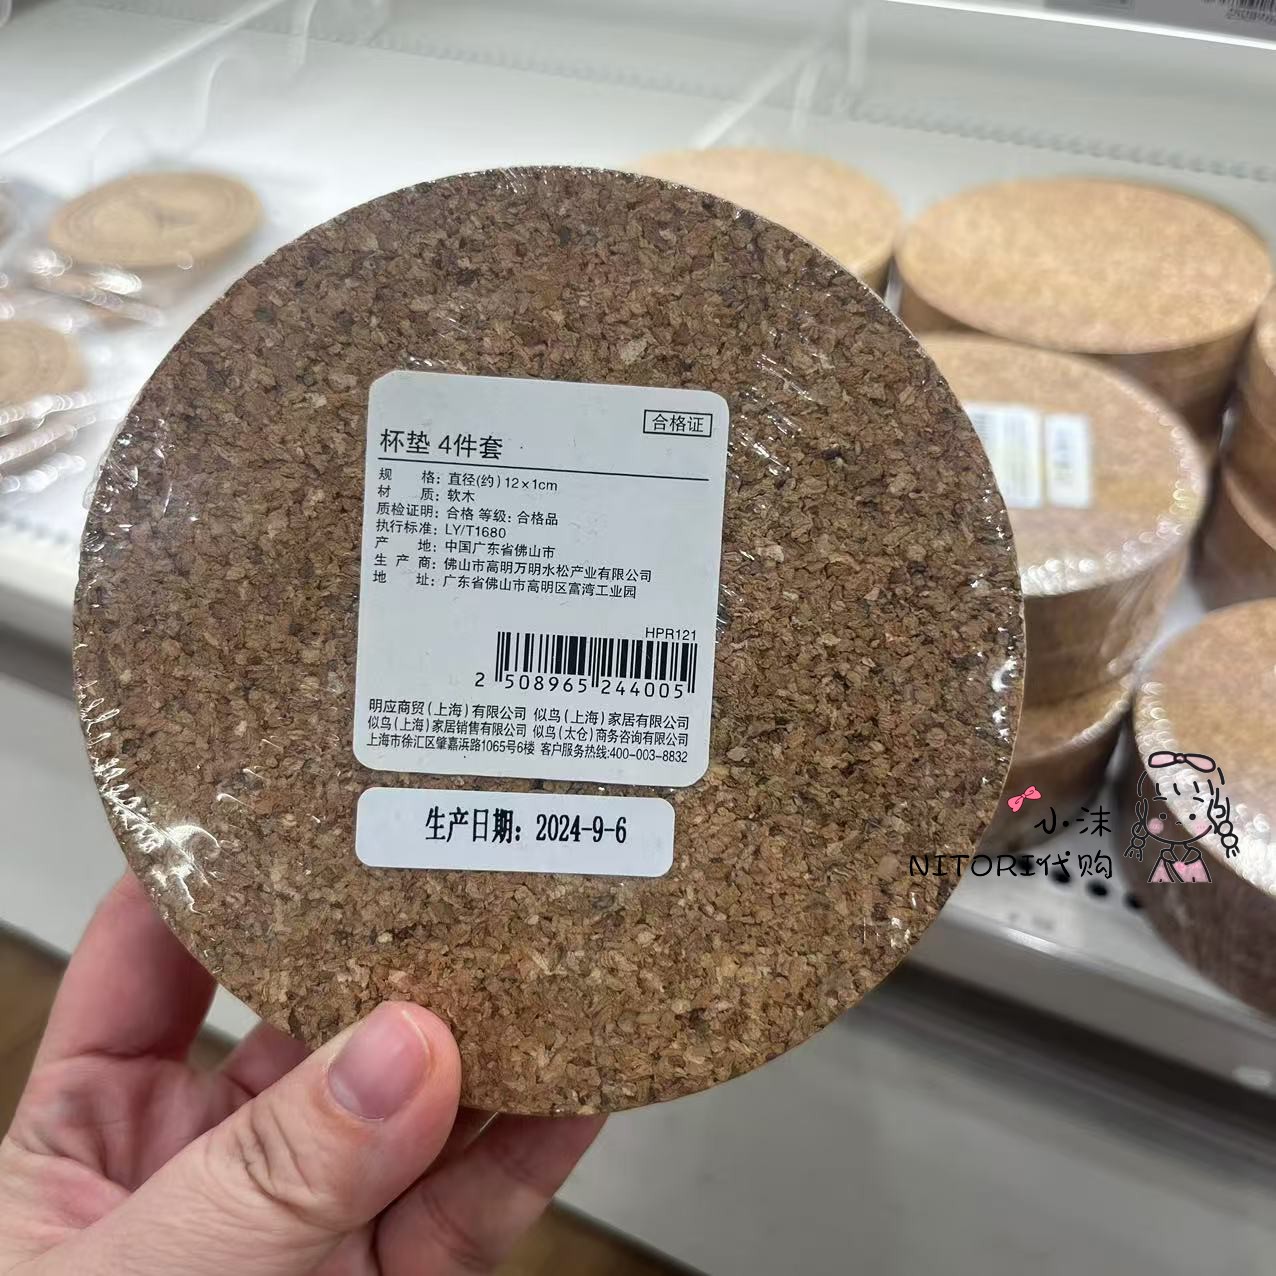 合格证
杯垫 4件套
规 格：直径(约) 12×1cm
材 质：软木
质检证明：合格 等级：合格品
执行标准：LY/T1680
产 地：中国广东省佛山市
生 产 商：佛山市高明万明水松产业有限公司
地 址：广东省佛山市高明区富湾工业园
HPR121
2 508965 244005
明应商贸(上海)有限公司 似鸟(上海)家居有限公司
似鸟(上海)家居销售有限公司 似鸟(太仓)商务咨询有限公司
上海市徐汇区肇嘉浜路1065号6楼 客户服务热线:400-003-8832
生产日期：2024-9-6
小沫
NITORI代购